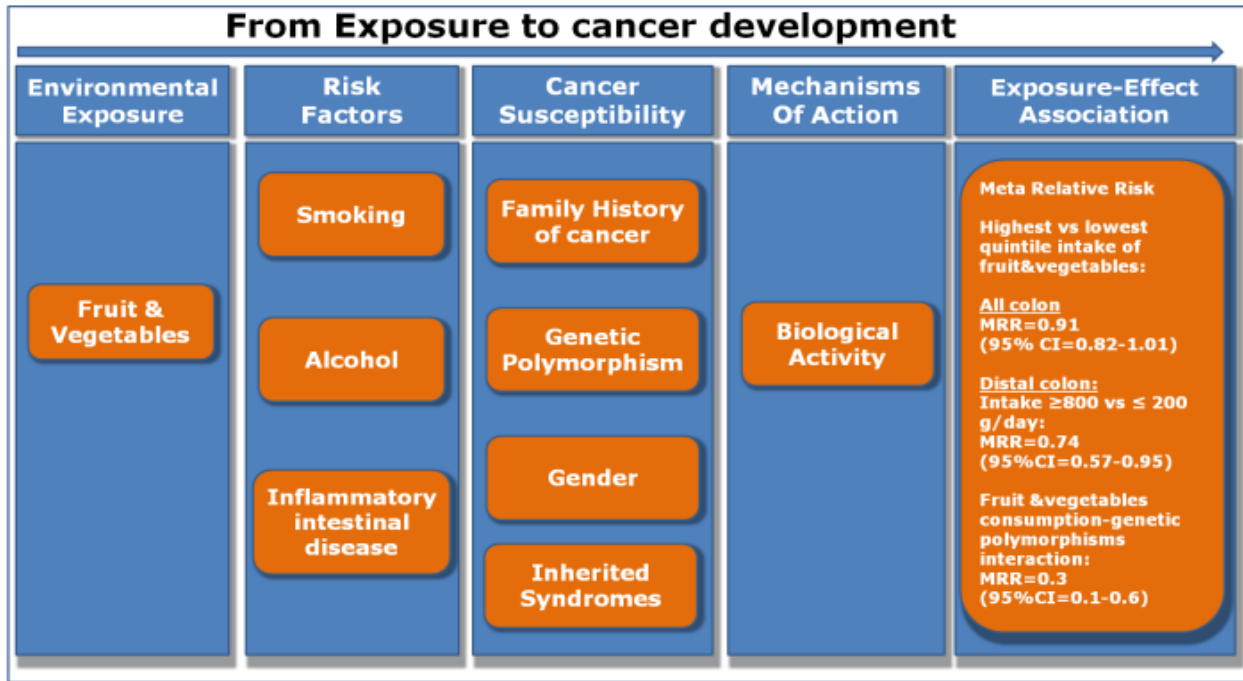 From Exposure to cancer development
Environmental
Exposure
Risk
Factors
Cancer
Susceptibility
Mechanisms
Of Action
Exposure-Effect
Association
Fruit &
Vegetables
Smoking
Alcohol
Inflammatory
intestinal
disease
Family History
of cancer
Genetic
Polymorphism
Gender
Inherited
Syndromes
Biological
Activity
Meta Relative Risk
Highest vs lowest
quintile intake of
fruit&vegetables:
All colon
MRR=0.91
(95% CI=0.82-1.01)
Distal colon:
Intake ≥800 vs ≤ 200
g/day:
MRR=0.74
(95%CI=0.57-0.95)
Fruit &vegetables
consumption-genetic
polymorphisms
interaction:
MRR=0.3
(95%CI=0.1-0.6)